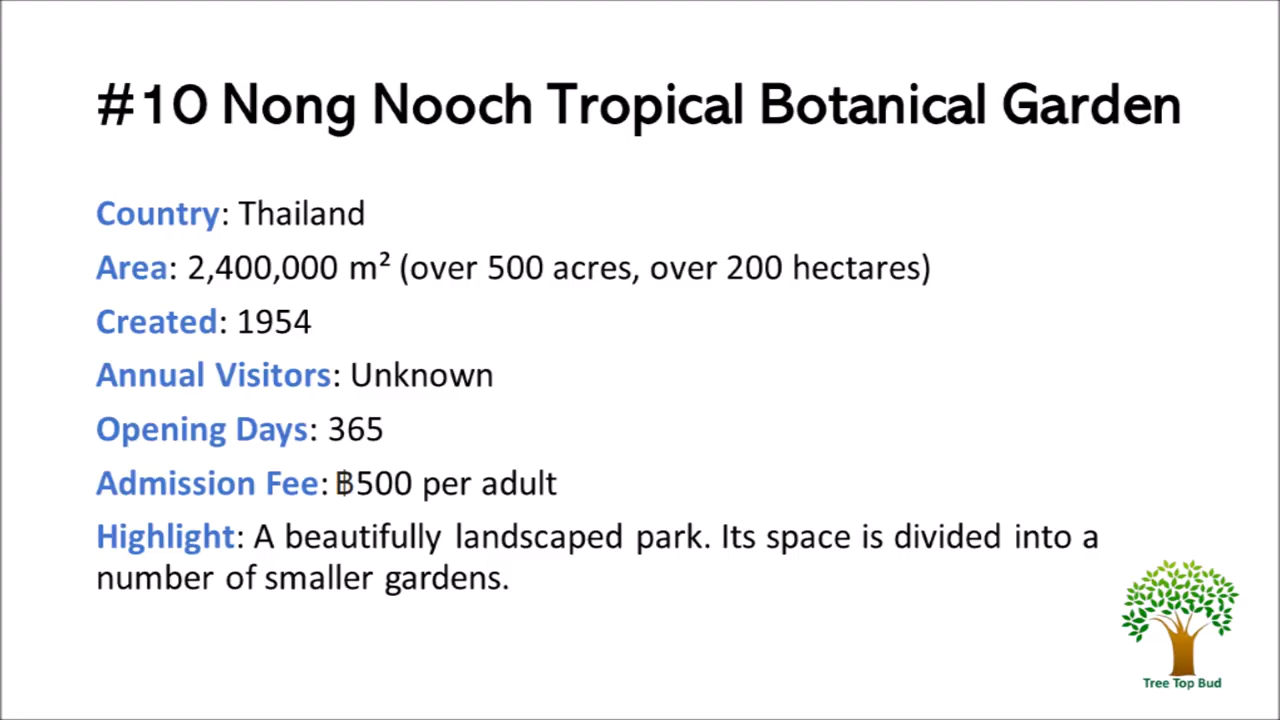 #10 Nong Nooch Tropical Botanical Garden
Country: Thailand
Area: 2,400,000 m² (over 500 acres, over 200 hectares)
Created: 1954
Annual Visitors: Unknown
Opening Days: 365
Admission Fee: ฿500 per adult
Highlight: A beautifully landscaped park. Its space is divided into a
number of smaller gardens.
Tree Top Bud